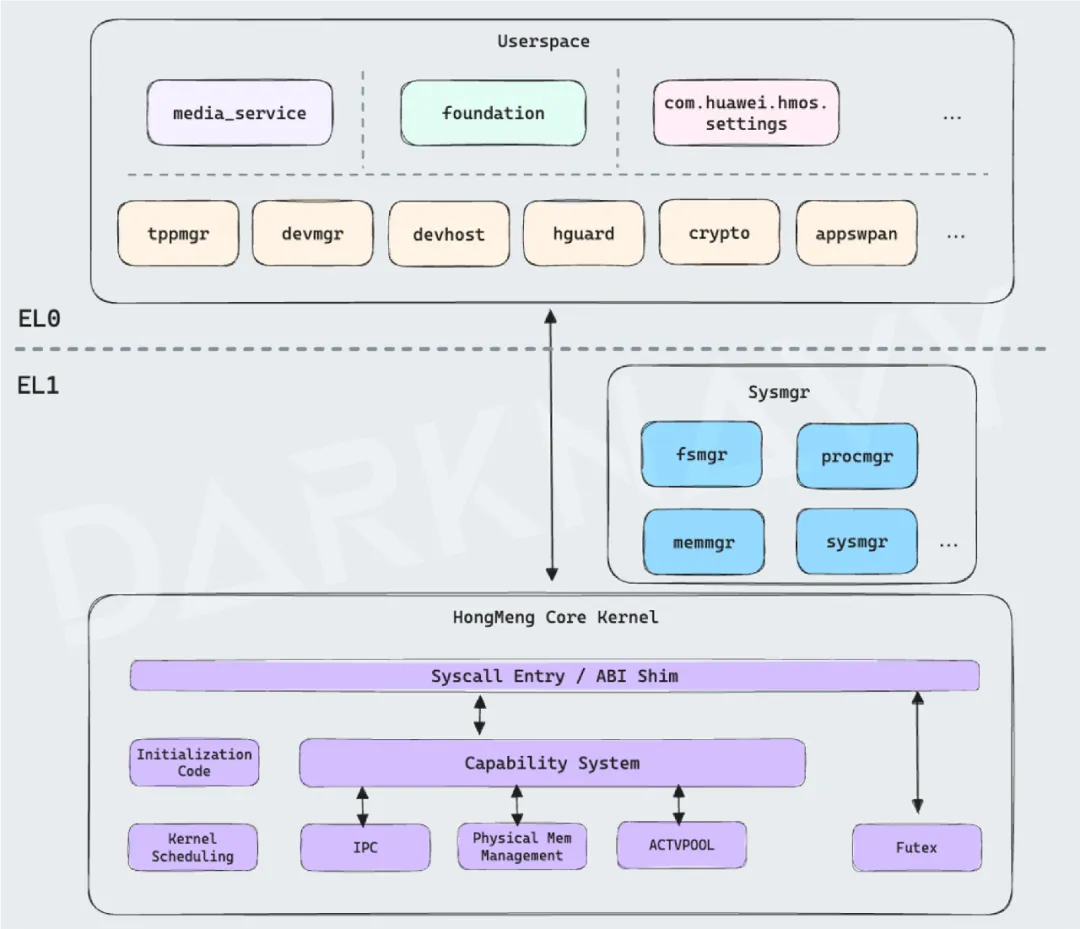 Userspace
media_service
foundation
com.huawei.hmos.
settings
...
tppmgr
devmgr
devhost
hguard
crypto
appswpan
...
EL0
EL1
Sysmgr
fsmgr
procmgr
memmgr
sysmgr
...
DARKNAVY
HongMeng Core Kernel
Syscall Entry / ABI Shim
Initialization
Code
Capability System
Kernel
Scheduling
IPC
Physical Mem
Management
ACTVPOOL
Futex